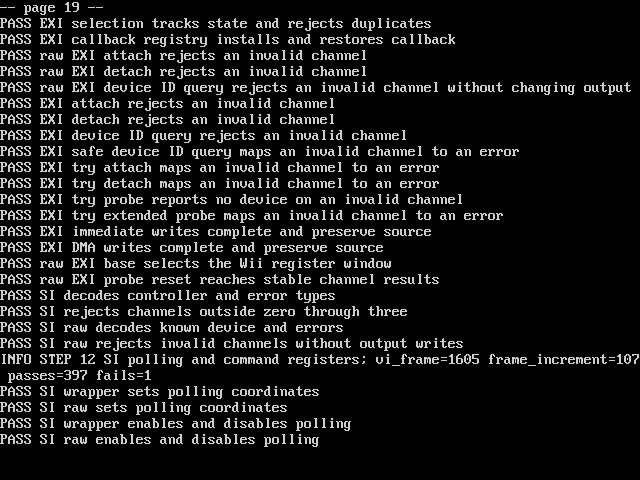 -- page 19 --
PASS EXI selection tracks state and rejects duplicates
PASS EXI callback registry installs and restores callback
PASS raw EXI attach rejects an invalid channel
PASS raw EXI detach rejects an invalid channel
PASS raw EXI device ID query rejects an invalid channel without changing output
PASS EXI attach rejects an invalid channel
PASS EXI detach rejects an invalid channel
PASS EXI device ID query rejects an invalid channel
PASS EXI safe device ID query maps an invalid channel to an error
PASS EXI try attach maps an invalid channel to an error
PASS EXI try detach maps an invalid channel to an error
PASS EXI try probe reports no device on an invalid channel
PASS EXI try extended probe maps an invalid channel to an error
PASS EXI immediate writes complete and preserve source
PASS EXI DMA writes complete and preserve source
PASS raw EXI base selects the Wii register window
PASS raw EXI probe reset reaches stable channel results
PASS SI decodes controller and error types
PASS SI rejects channels outside zero through three
PASS SI raw decodes known device and errors
PASS SI raw rejects invalid channels without output writes
INFO STEP 12 SI polling and command registers; vi_frame=1605 frame_increment=107
 passes=397 fails=1
PASS SI wrapper sets polling coordinates
PASS SI raw sets polling coordinates
PASS SI wrapper enables and disables polling
PASS SI raw enables and disables polling